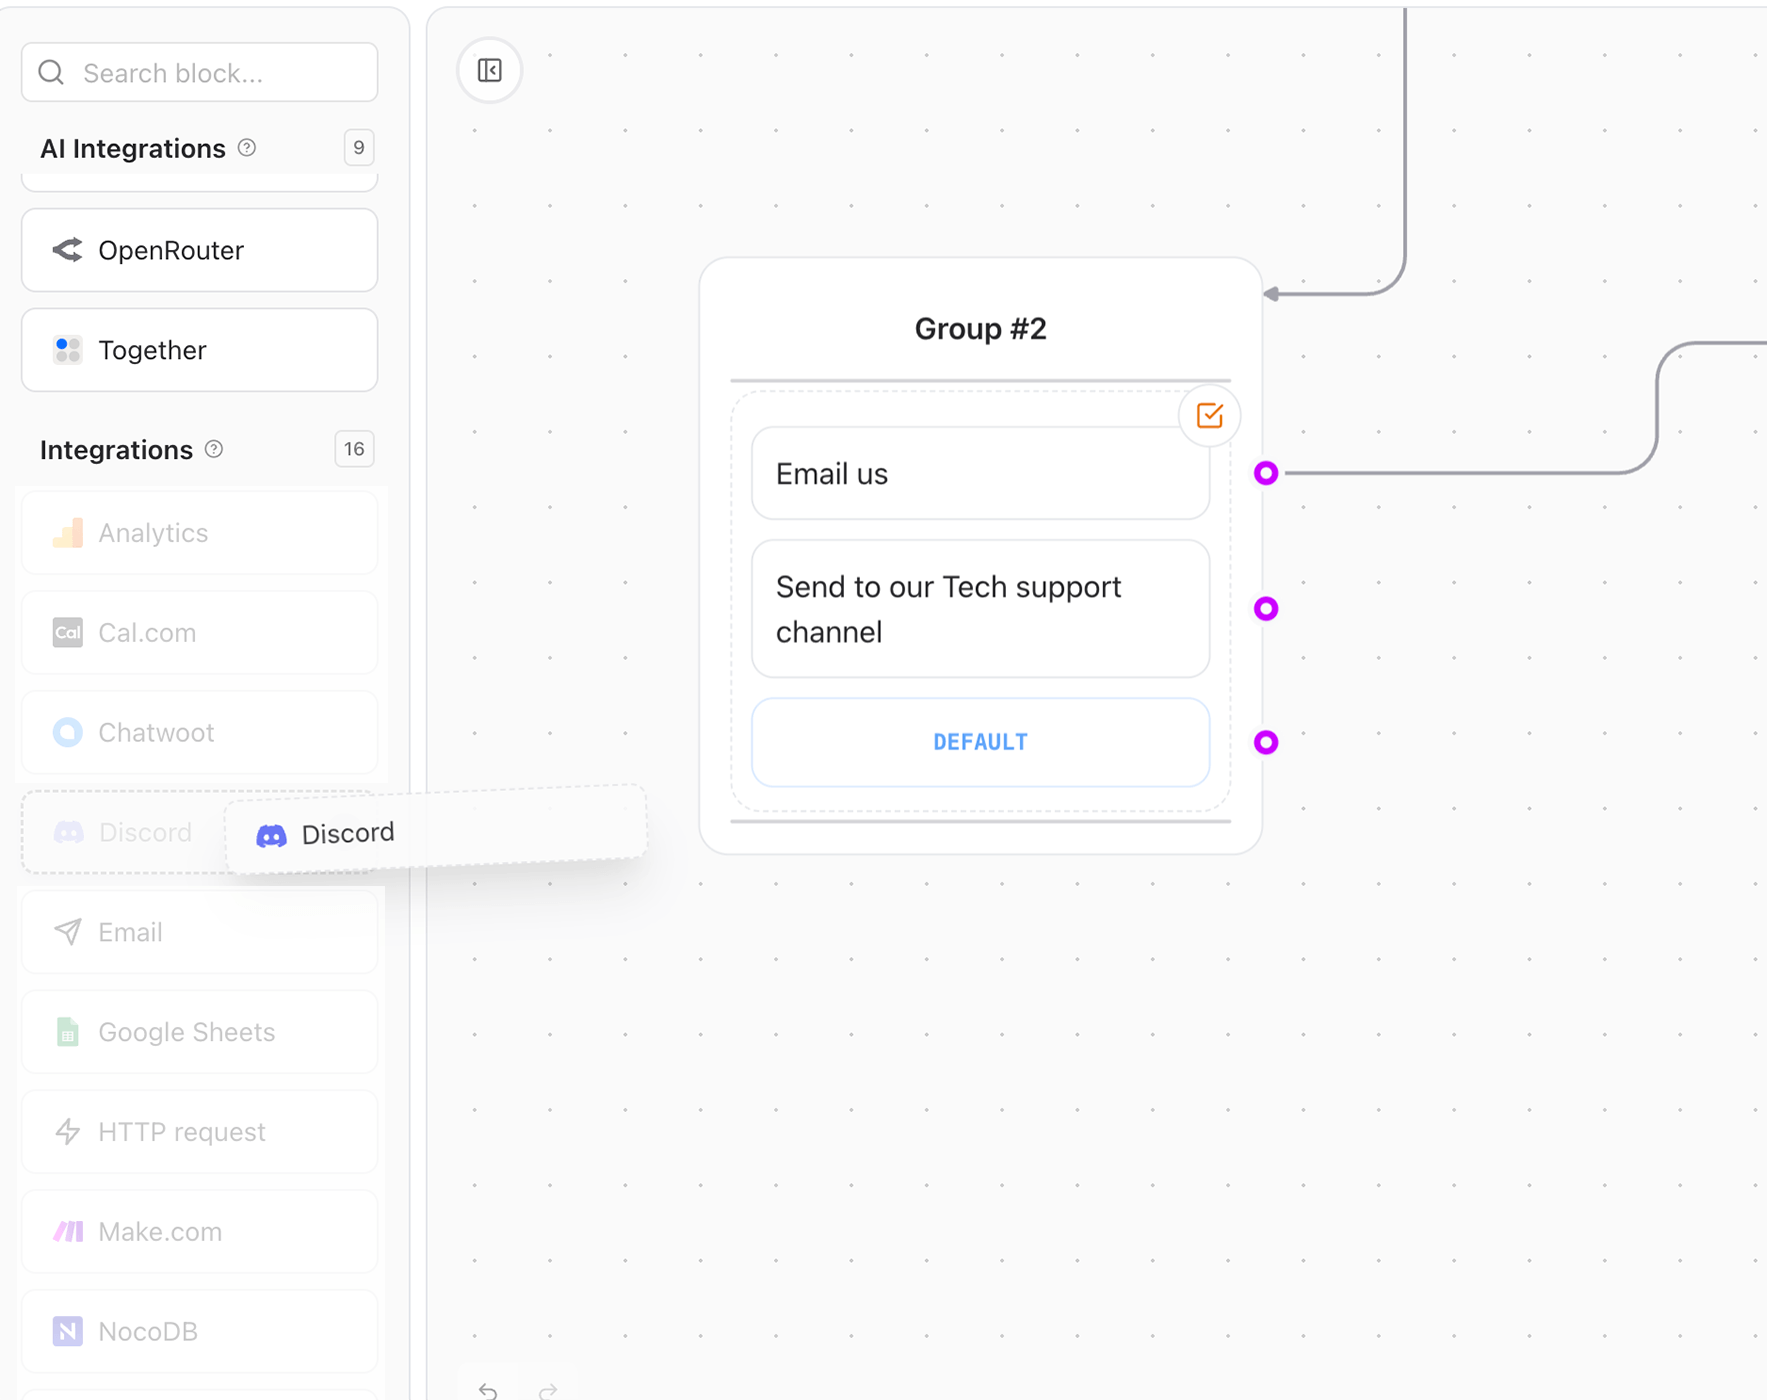 Search block...
AI Integrations
9
OpenRouter
Together
Integrations
16
Analytics
Cal
Cal.com
Chatwoot
Discord
Discord
Email
Google Sheets
HTTP request
Make.com
N
NocoDB
Group #2
Email us
Send to our Tech support
channel
DEFAULT